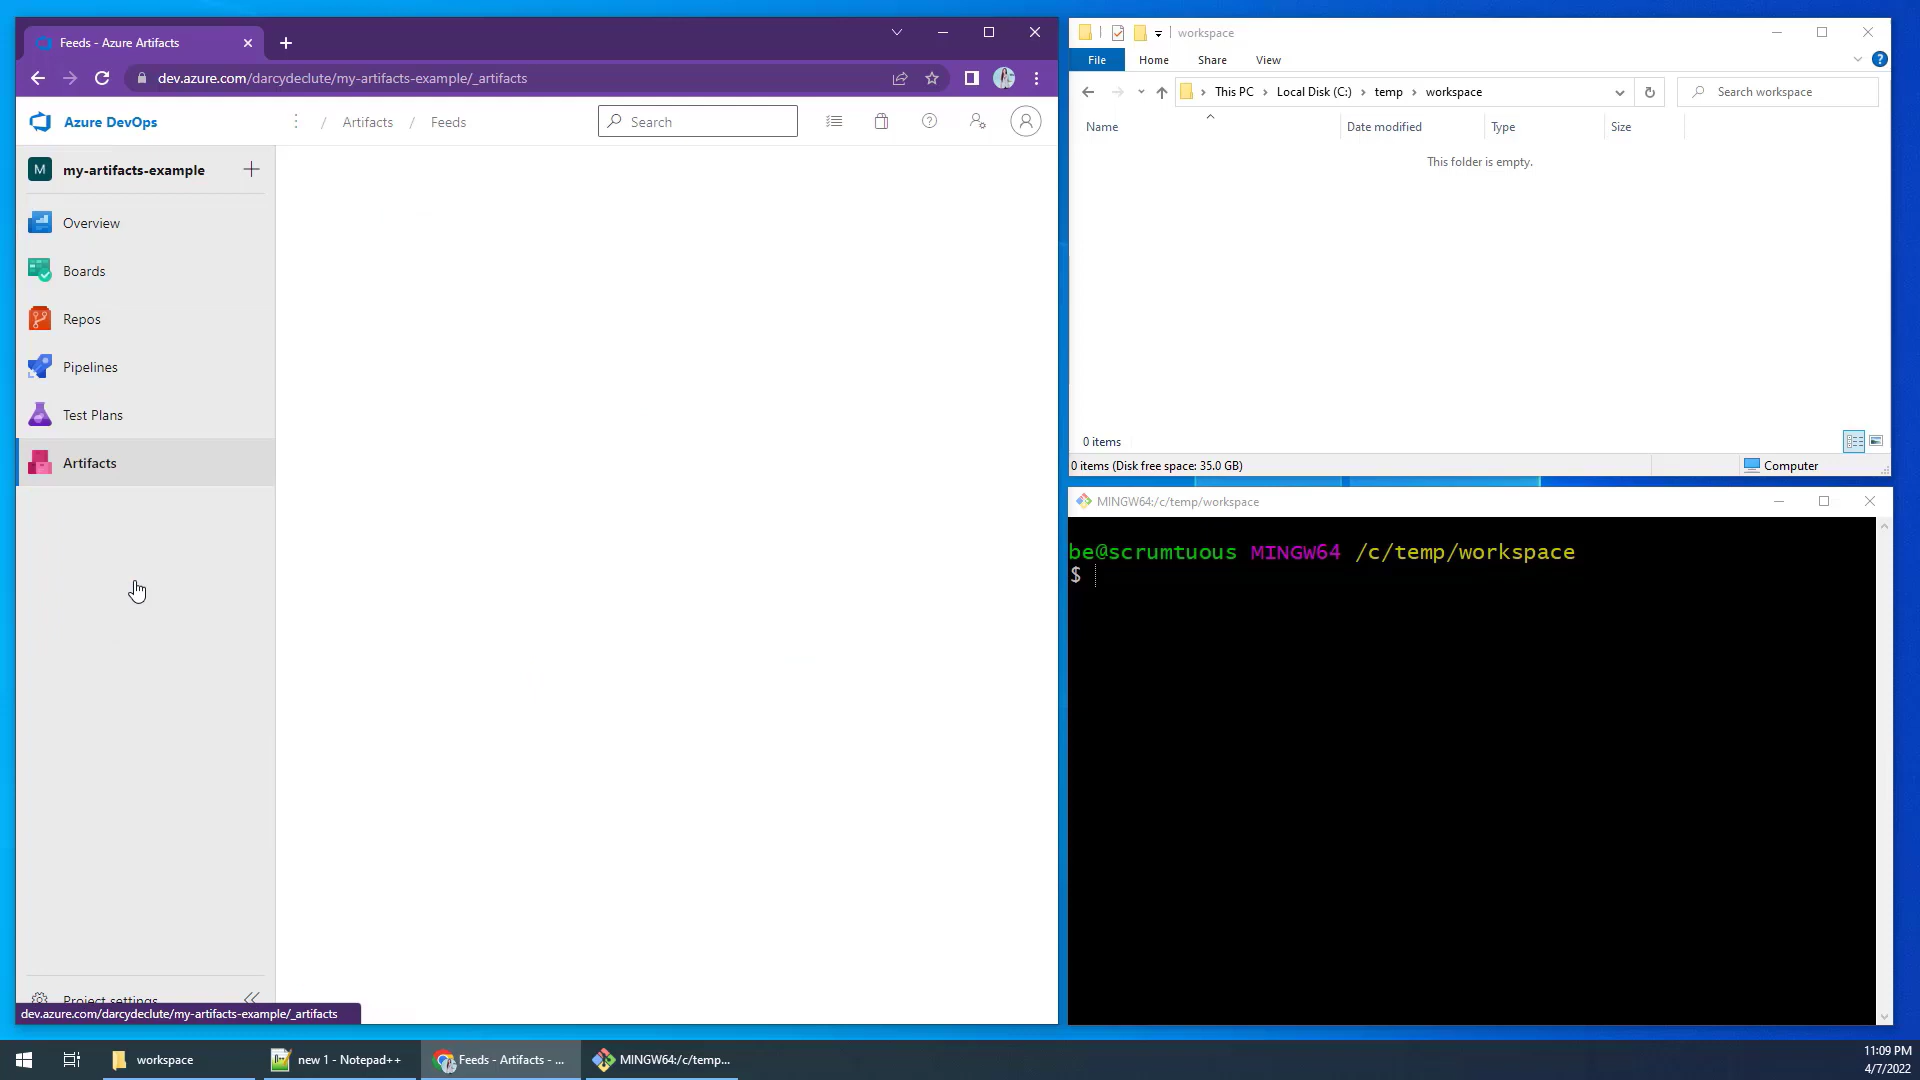 Feeds - Azure Artifacts
dev.azure.com/darcydeclute/my-artifacts-example/_artifacts
Azure DevOps
/ Artifacts / Feeds
Search
M my-artifacts-example
Overview
Boards
Repos
Pipelines
Test Plans
Artifacts
Project settings
dev.azure.com/darcydeclute/my-artifacts-example/_artifacts
workspace
File Home Share View
This PC Local Disk (C:) temp workspace
Search workspace
Name Date modified Type Size
This folder is empty.
0 items
0 items (Disk free space: 35.0 GB)
Computer
MINGW64:/c/temp/workspace
be@scrumtuous MINGW64 /c/temp/workspace
$
workspace
new 1 - Notepad++
Feeds - Artifacts - ...
MINGW64:/c/temp...
11:09 PM
4/7/2022